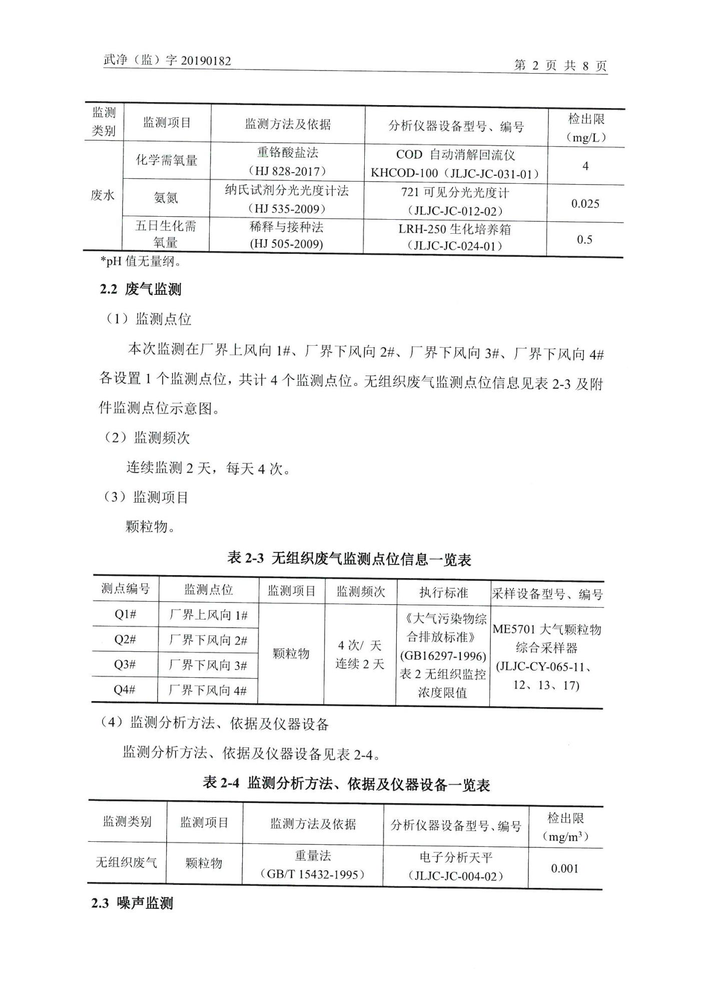 武净（监）字 20190182
第 2 页 共 8 页
监测类别 监测项目 监测方法及依据 分析仪器设备型号、编号 检出限（mg/L）
废水
化学需氧量 重铬酸盐法（HJ 828-2017） COD 自动消解回流仪 KHCOD-100（JLJC-JC-031-01） 4
氨氮 纳氏试剂分光光度计法（HJ 535-2009） 721 可见分光光度计（JLJC-JC-012-02） 0.025
五日生化需氧量 稀释与接种法(HJ 505-2009) LRH-250 生化培养箱（JLJC-JC-024-01） 0.5
*pH 值无量纲。
2.2 废气监测
（1）监测点位
本次监测在厂界上风向 1#、厂界下风向 2#、厂界下风向 3#、厂界下风向 4#
各设置 1 个监测点位，共计 4 个监测点位。无组织废气监测点位信息见表 2-3 及附
件监测点位示意图。
（2）监测频次
连续监测 2 天，每天 4 次。
（3）监测项目
颗粒物。
表 2-3 无组织废气监测点位信息一览表
测点编号 监测点位 监测项目 监测频次 执行标准 采样设备型号、编号
Q1# 厂界上风向 1#
Q2# 厂界下风向 2#
Q3# 厂界下风向 3#
Q4# 厂界下风向 4#
颗粒物
4 次/ 天
连续 2 天
《大气污染物综
合排放标准》
(GB16297-1996)
表 2 无组织监控
浓度限值
ME5701 大气颗粒物
综合采样器
(JLJC-CY-065-11、
12、13、17)
（4）监测分析方法、依据及仪器设备
监测分析方法、依据及仪器设备见表 2-4。
表 2-4 监测分析方法、依据及仪器设备一览表
监测类别 监测项目 监测方法及依据 分析仪器设备型号、编号 检出限（mg/m³）
无组织废气 颗粒物 重量法（GB/T 15432-1995） 电子分析天平（JLJC-JC-004-02） 0.001
2.3 噪声监测